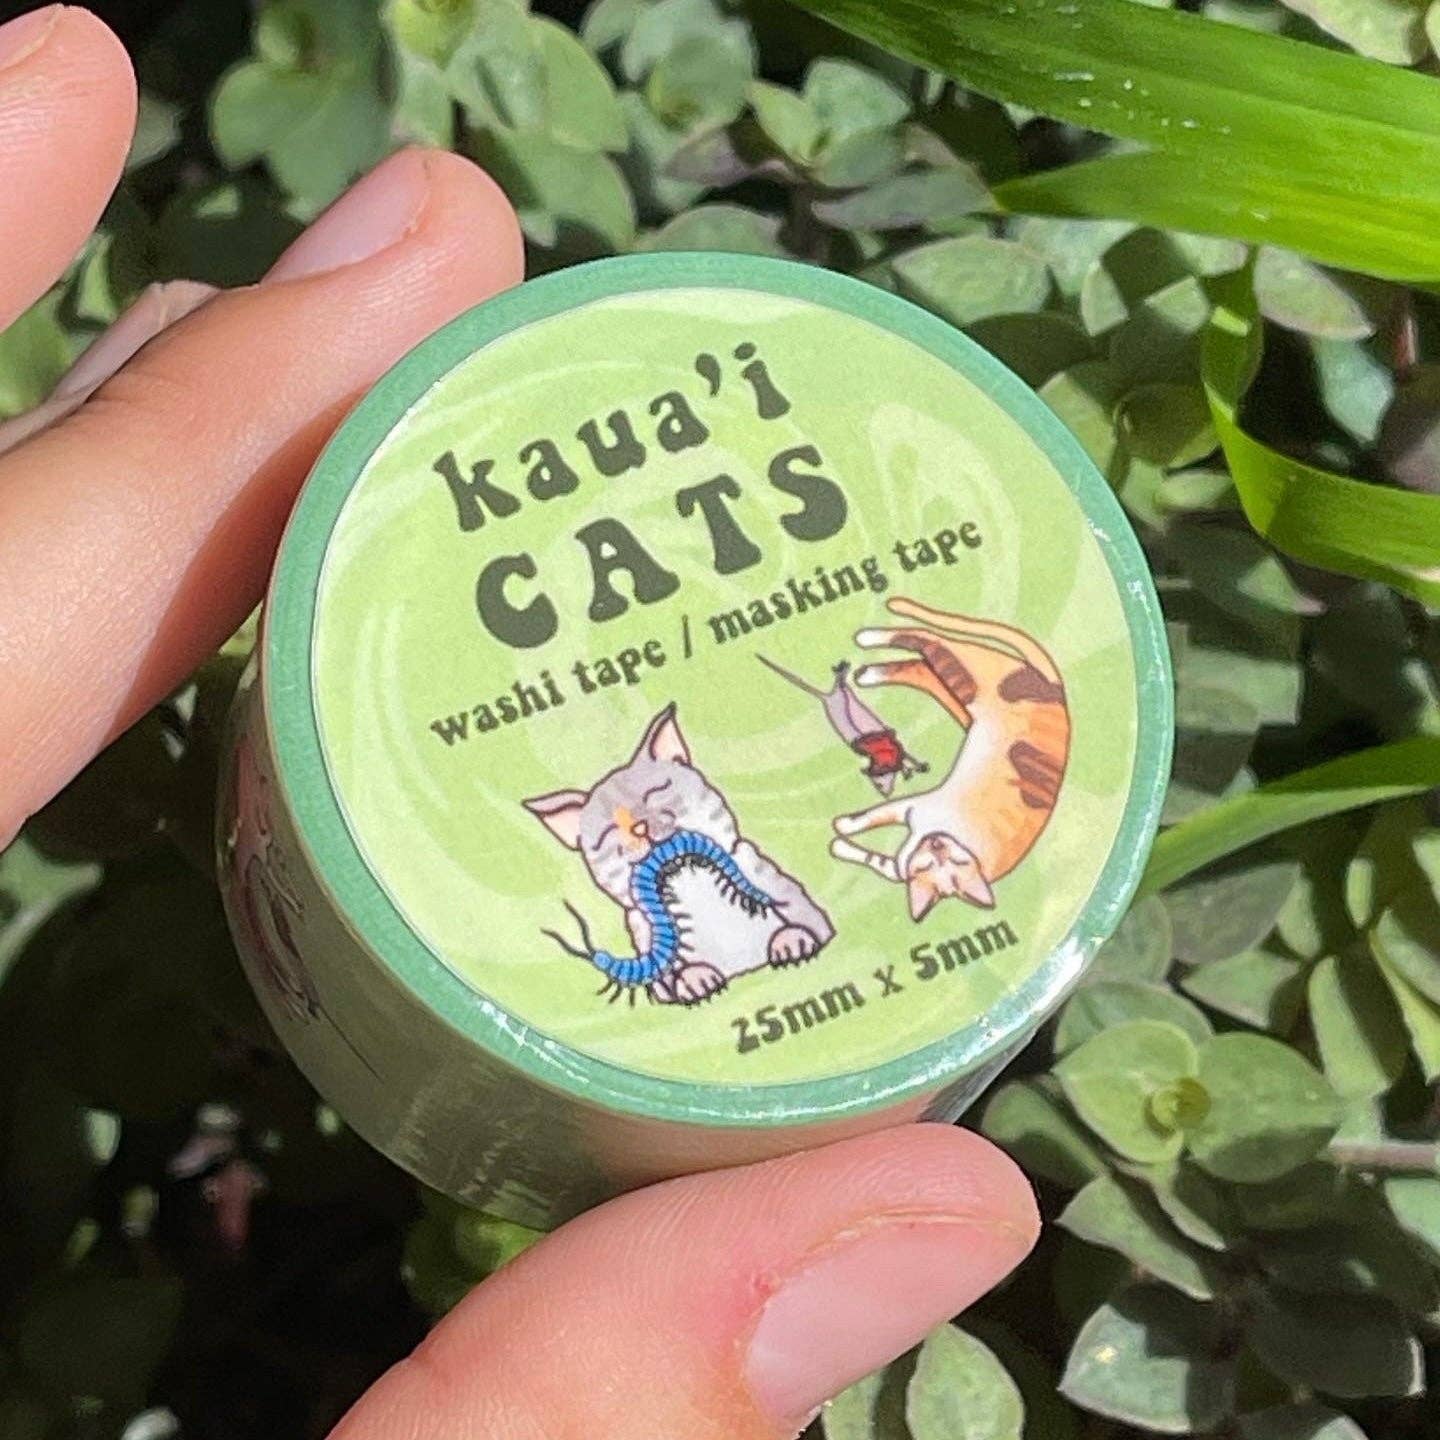 kaua'i
CATS
washi tape / masking tape
25mm x 5mm